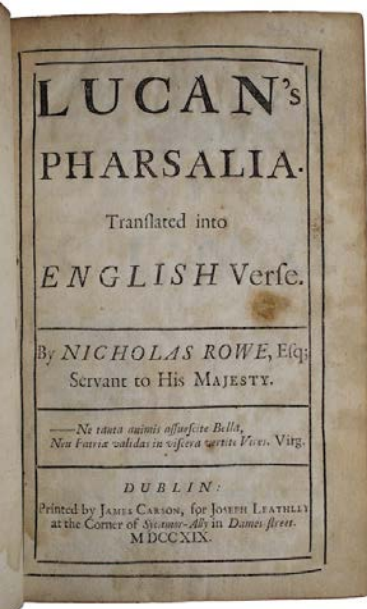 LUCAN's
PHARSALIA.
Tranſlated into
ENGLISH Verſe.
By NICHOLAS ROWE, Eſq;
Servant to His MAJESTY.
——Ne tanta animis aſſueſcite Bella,
Neu Patriæ validas in viſcera vertite Vires. Virg.
DUBLIN:
Printed by JAMES CARSON, for JOSEPH LEATHLLY
at the Corner of Sycamor-Ally in Dames-ſtreet.
MDCCXIX.